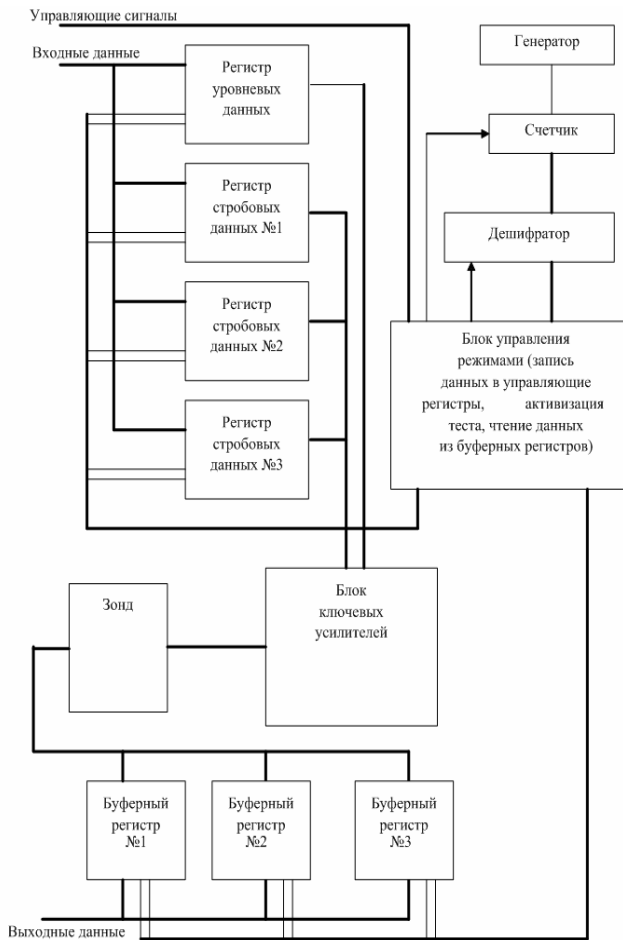 Управляющие сигналы
Входные данные
Регистр
уровневых
данных
Генератор
Счетчик
Регистр
стробовых
данных №1
Дешифратор
Регистр
стробовых
данных №2
Блок управления
режимами (запись
данных в управляющие
регистры, активизация
теста, чтение данных
из буферных регистров)
Регистр
стробовых
данных №3
Зонд
Блок
ключевых
усилителей
Буферный
регистр
№1
Буферный
регистр
№2
Буферный
регистр
№3
Выходные данные